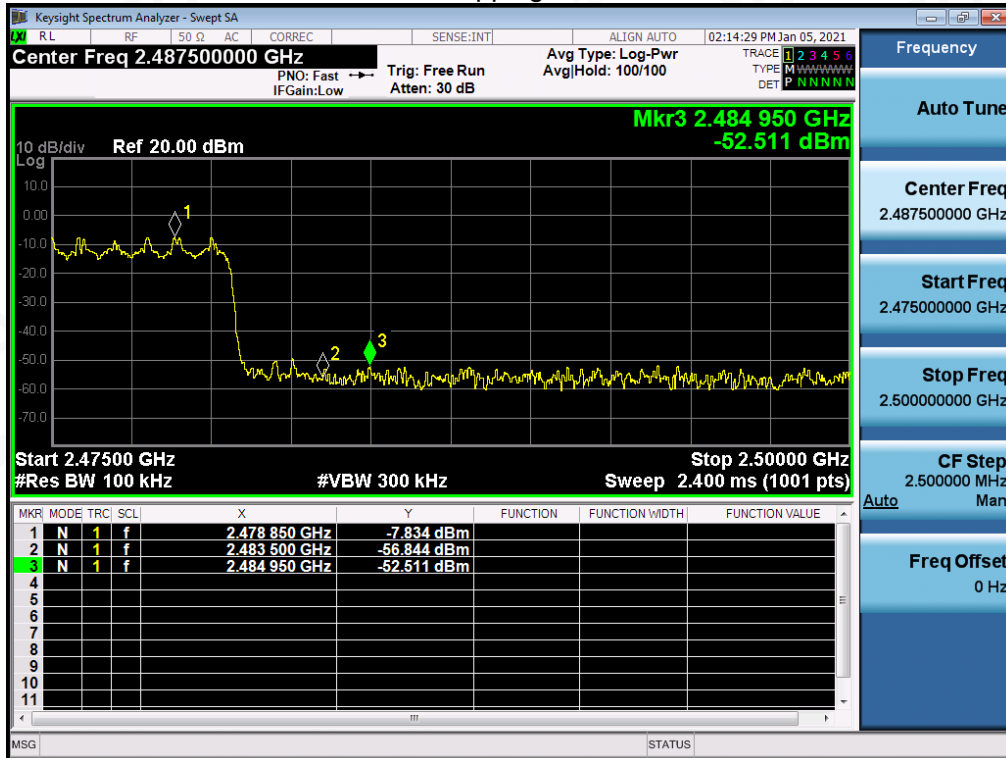 Keysight Spectrum Analyzer - Swept SA
LXI RL RF 50 Ω AC CORREC SENSE:INT ALIGN AUTO 02:14:29 PM Jan 05, 2021
Center Freq 2.487500000 GHz
PNO: Fast
IFGain:Low
Trig: Free Run
Atten: 30 dB
Avg Type: Log-Pwr
Avg|Hold: 100/100
TRACE 1 2 3 4 5 6
TYPE M WWWWW
DET P N N N N N
Mkr3 2.484 950 GHz
-52.511 dBm
10 dB/div Ref 20.00 dBm
Log
10.0
0.00
-10.0
-20.0
-30.0
-40.0
-50.0
-60.0
-70.0
1
2
3
Start 2.47500 GHz Stop 2.50000 GHz
#Res BW 100 kHz #VBW 300 kHz Sweep 2.400 ms (1001 pts)
MKR MODE TRC SCL X Y FUNCTION FUNCTION WIDTH FUNCTION VALUE
1 N 1 f 2.478 850 GHz -7.834 dBm
2 N 1 f 2.483 500 GHz -56.844 dBm
3 N 1 f 2.484 950 GHz -52.511 dBm
4
5
6
7
8
9
10
11
MSG STATUS
Frequency
Auto Tune
Center Freq
2.487500000 GHz
Start Freq
2.475000000 GHz
Stop Freq
2.500000000 GHz
CF Step
2.500000 MHz
Auto Man
Freq Offset
0 Hz